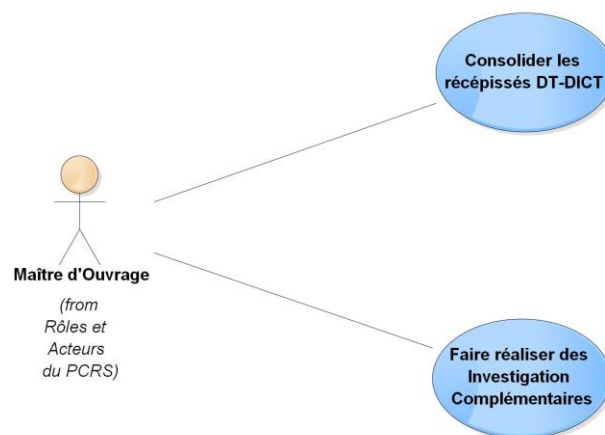 Consolider les
récépissés DT-DICT
Maître d'Ouvrage
(from
Rôles et
Acteurs
du PCRS)
Faire réaliser des
Investigation
Complémentaires